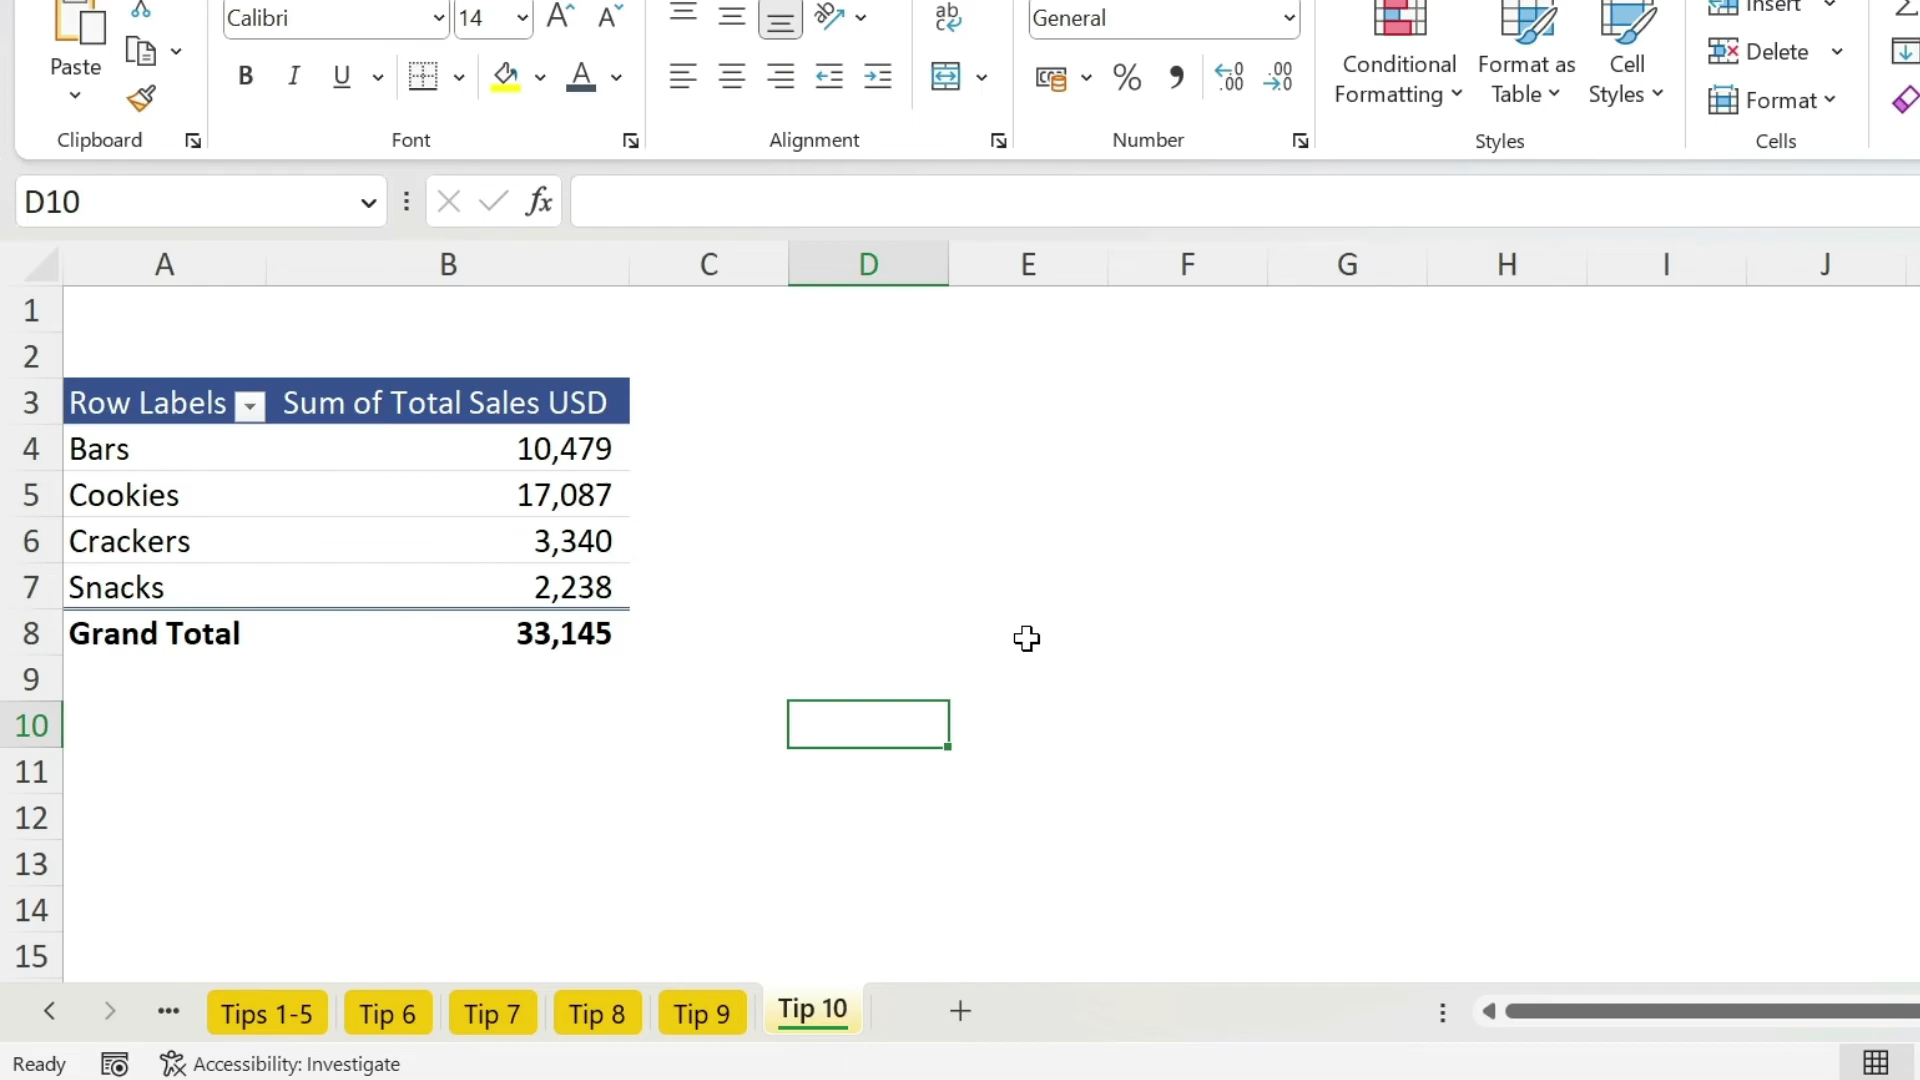 Calibri 14 General Insert
Paste Conditional Formatting Format as Table Cell Styles Delete
B I U ab c % , .00 .00 Format
Clipboard Font Alignment Number Styles Cells
D10 fx
A B C D E F G H I J
1
2
3 Row Labels Sum of Total Sales USD
4 Bars 10,479
5 Cookies 17,087
6 Crackers 3,340
7 Snacks 2,238
8 Grand Total 33,145
9
10
11
12
13
14
15
Tips 1-5 Tip 6 Tip 7 Tip 8 Tip 9 Tip 10
Ready Accessibility: Investigate